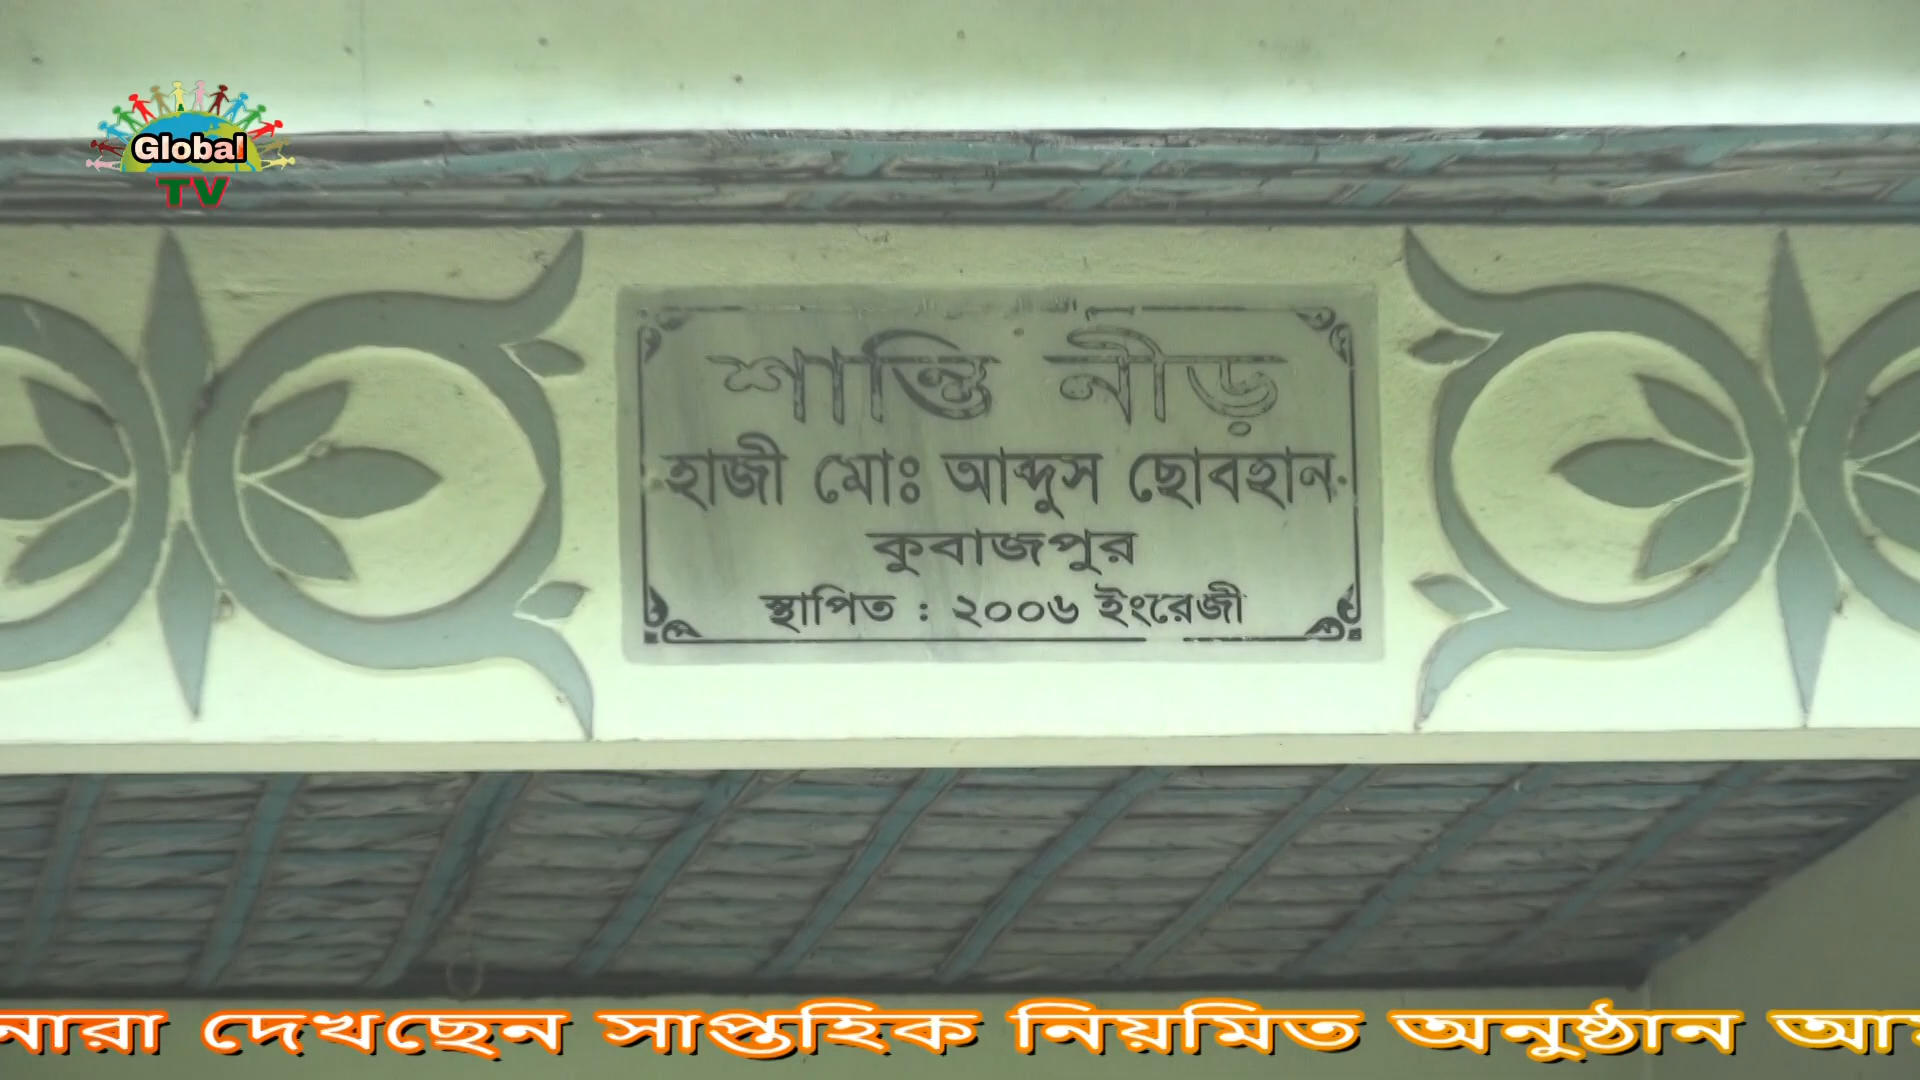 Global
TV
শান্তি নীড়
হাজী মোঃ আব্দুস ছোবহান
কুবাজপুর
স্থাপিত : ২০০৬ ইংরেজী
নারা দেখছেন সাপ্তহিক নিয়মিত অনুষ্ঠান